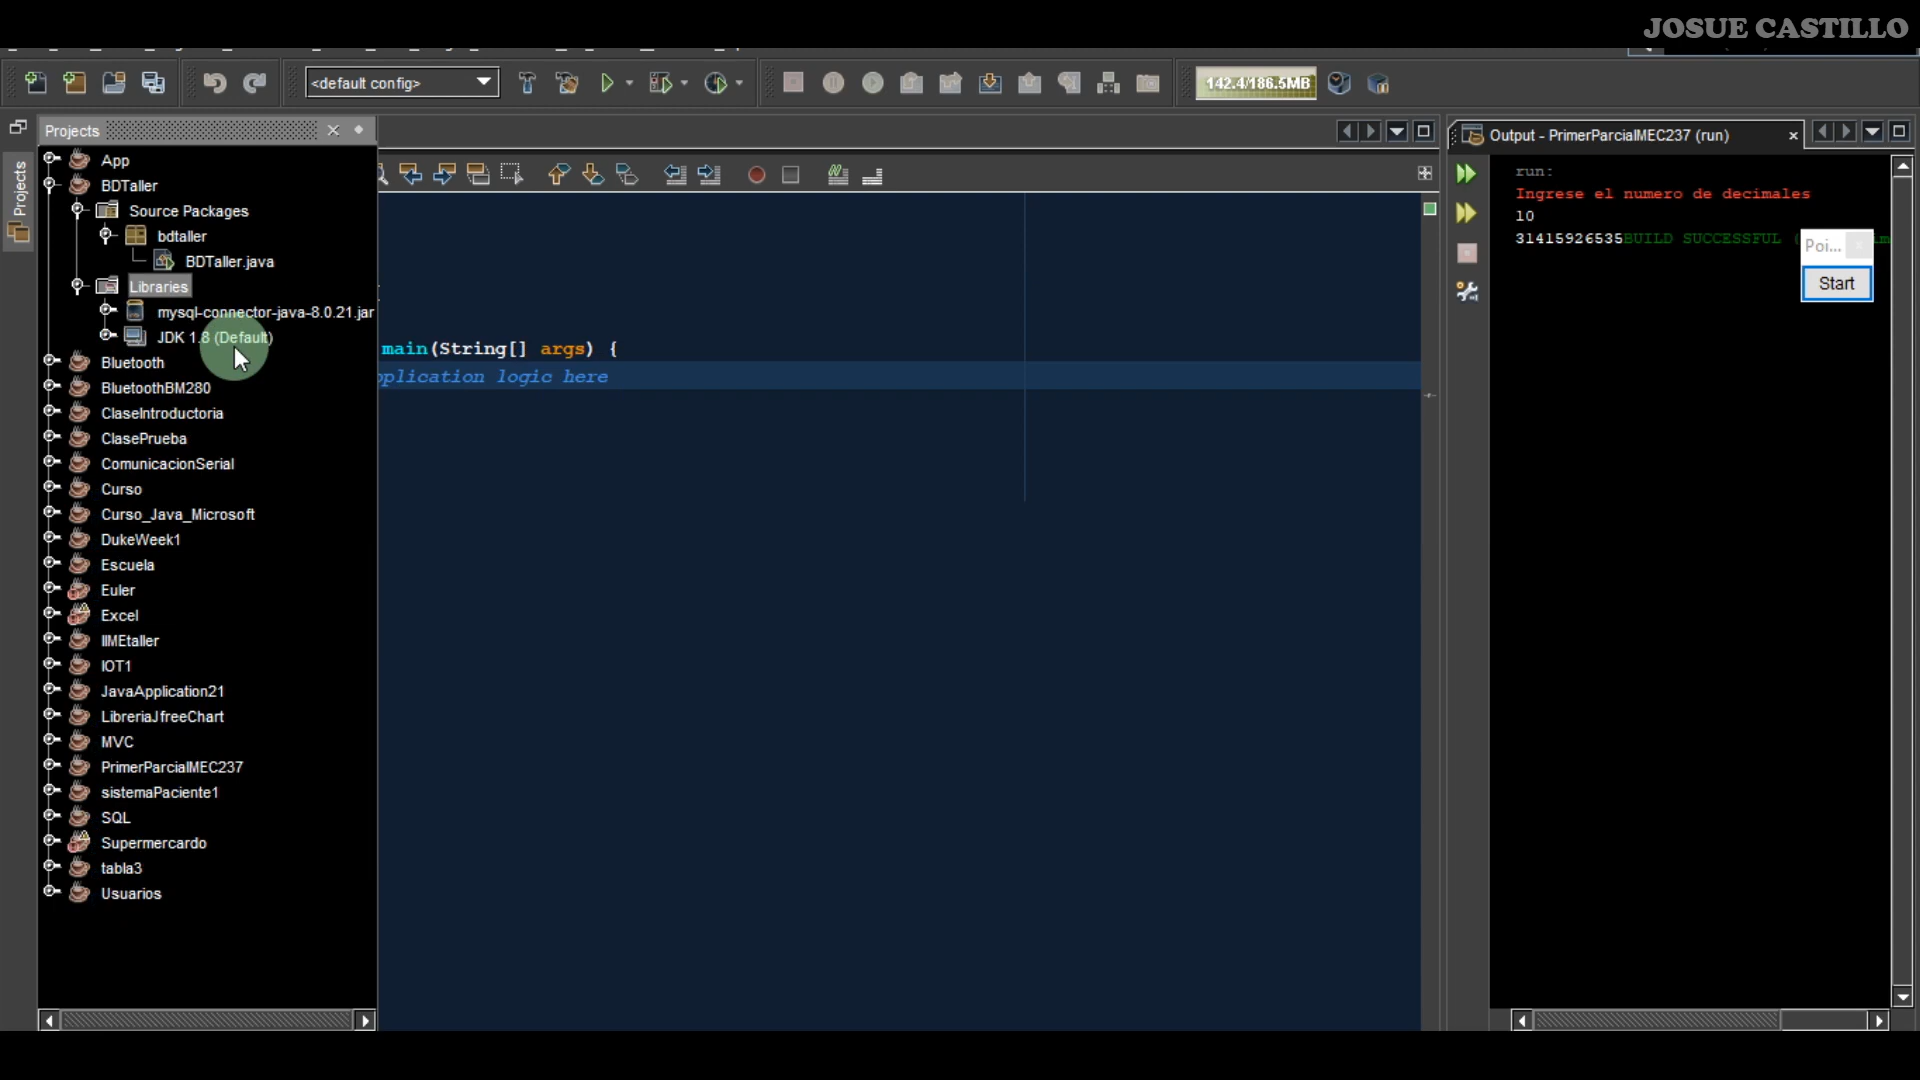 JOSUE CASTILLO
<default config>
142.4/186.5MB
Projects
Projects
App
BDTaller
Source Packages
bdtaller
BDTaller.java
Libraries
mysql-connector-java-8.0.21.jar
JDK 1.8 (Default)
Bluetooth
BluetoothBM280
ClaseIntroductoria
ClasePrueba
ComunicacionSerial
Curso
Curso_Java_Microsoft
DukeWeek1
Escuela
Euler
Excel
IIMEtaller
IOT1
JavaApplication21
LibreriaJfreeChart
MVC
PrimerParcialMEC237
sistemaPaciente1
SQL
Supermercardo
tabla3
Usuarios
main(String[] args) {
pplication logic here
Output - PrimerParcialMEC237 (run)
run:
Ingrese el numero de decimales
10
31415926535BUILD SUCCESSFUL
Poi...
Start